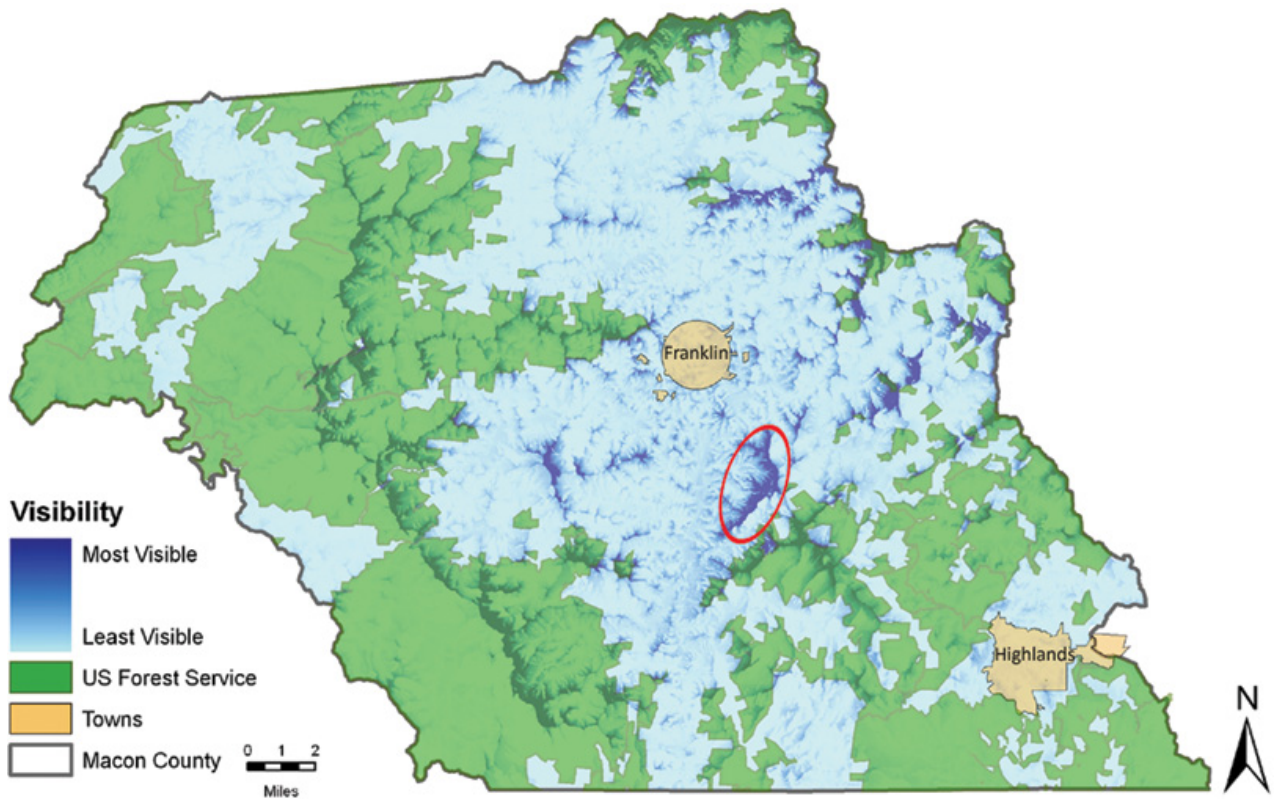 Franklin
Highlands
Visibility
Most Visible
Least Visible
US Forest Service
Towns
Macon County
0 1 2
Miles
N